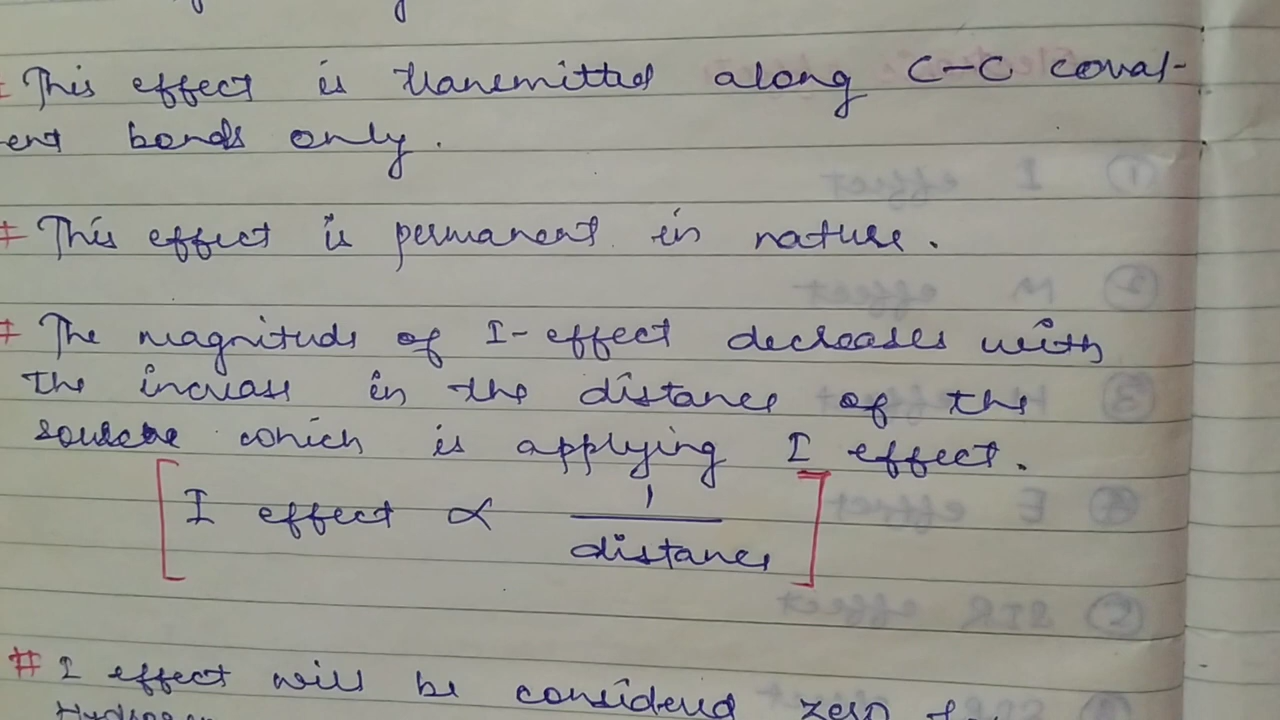 # This effect is transmitted along C-C coval-
ent bonds only.
# This effect is permanent in nature.
# The magnitude of I-effect decreases with
the increase in the distance of the
source which is applying I effect.
[ I effect ∝ 1 / distance ]
# I effect will be considered zero